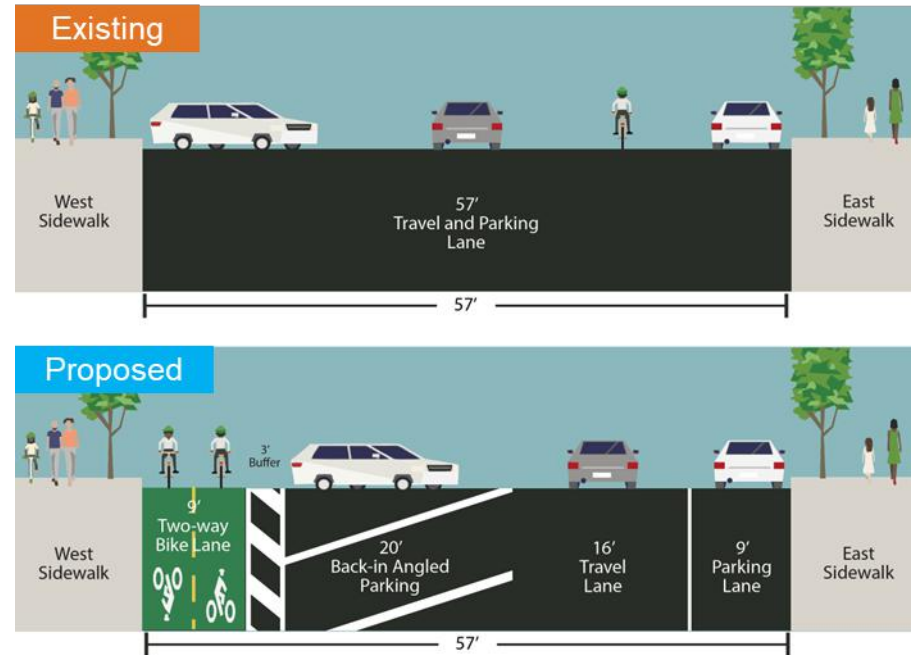 Existing
West
Sidewalk
57'
Travel and Parking
Lane
East
Sidewalk
57'
Proposed
3'
Buffer
West
Sidewalk
9'
Two-way
Bike Lane
20'
Back-in Angled
Parking
16'
Travel
Lane
9'
Parking
Lane
East
Sidewalk
57'